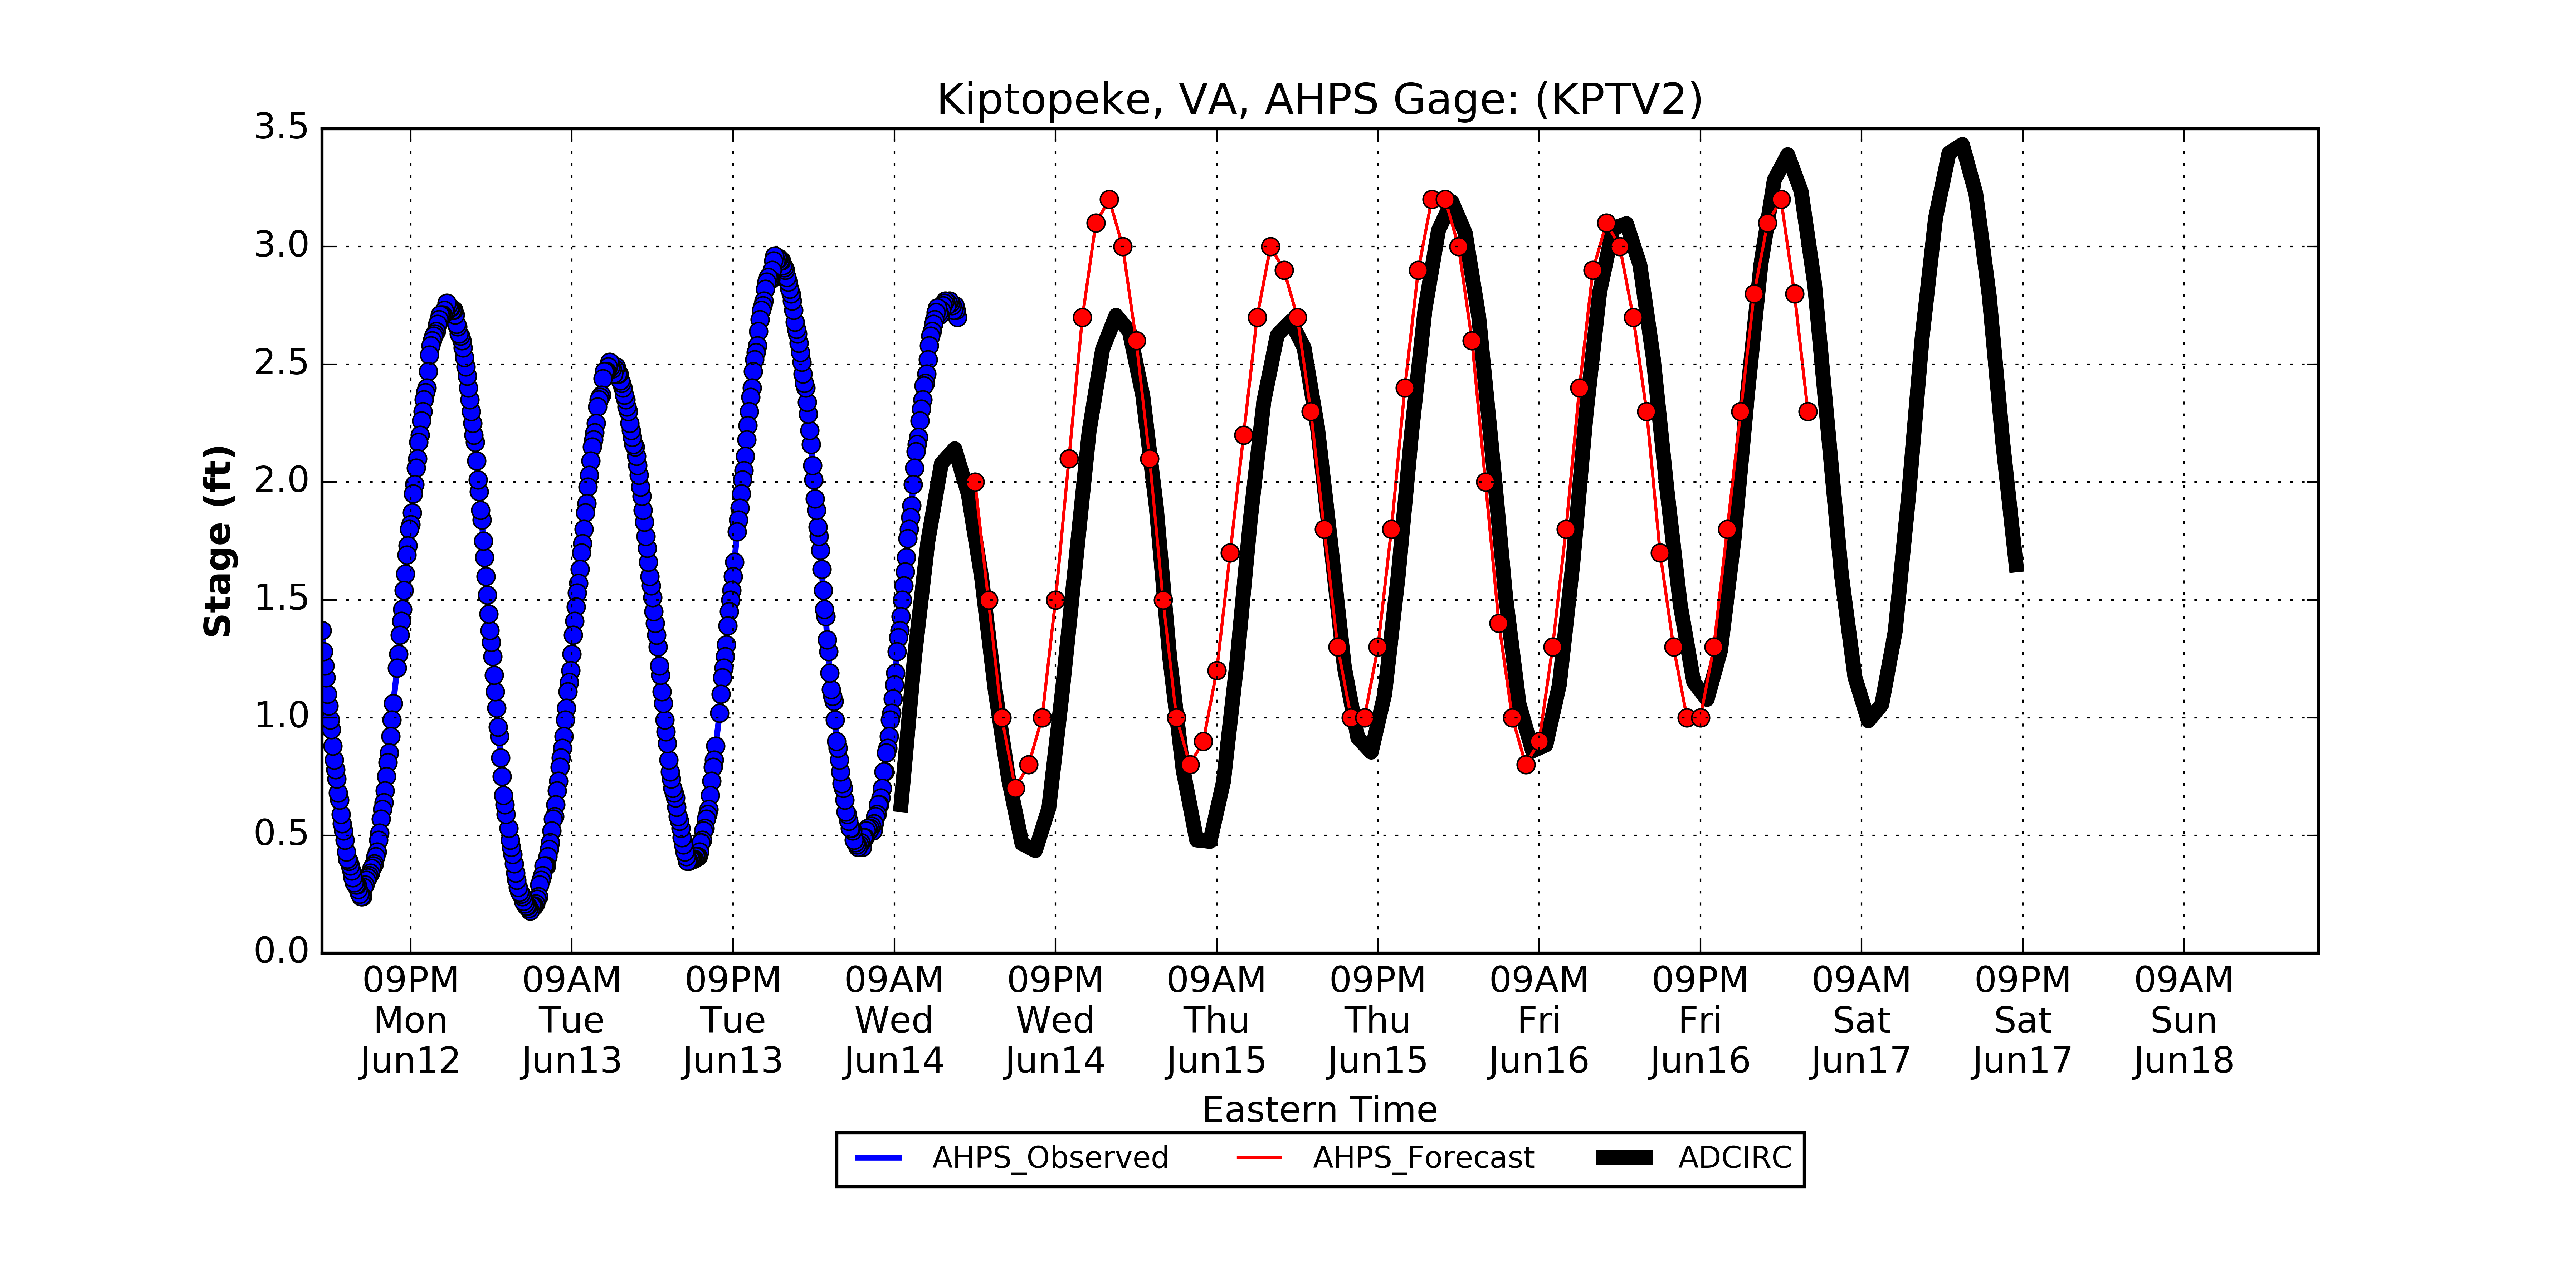 Kiptopeke, VA, AHPS Gage: (KPTV2)
3.5
3.0
2.5
2.0
1.5
1.0
0.5
0.0
Stage (ft)
09PM 09AM 09PM 09AM 09PM 09AM 09PM 09AM 09PM 09AM 09PM 09AM
Mon Tue Tue Wed Wed Thu Thu Fri Fri Sat Sat Sun
Jun12 Jun13 Jun13 Jun14 Jun14 Jun15 Jun15 Jun16 Jun16 Jun17 Jun17 Jun18
Eastern Time
AHPS_Observed AHPS_Forecast ADCIRC